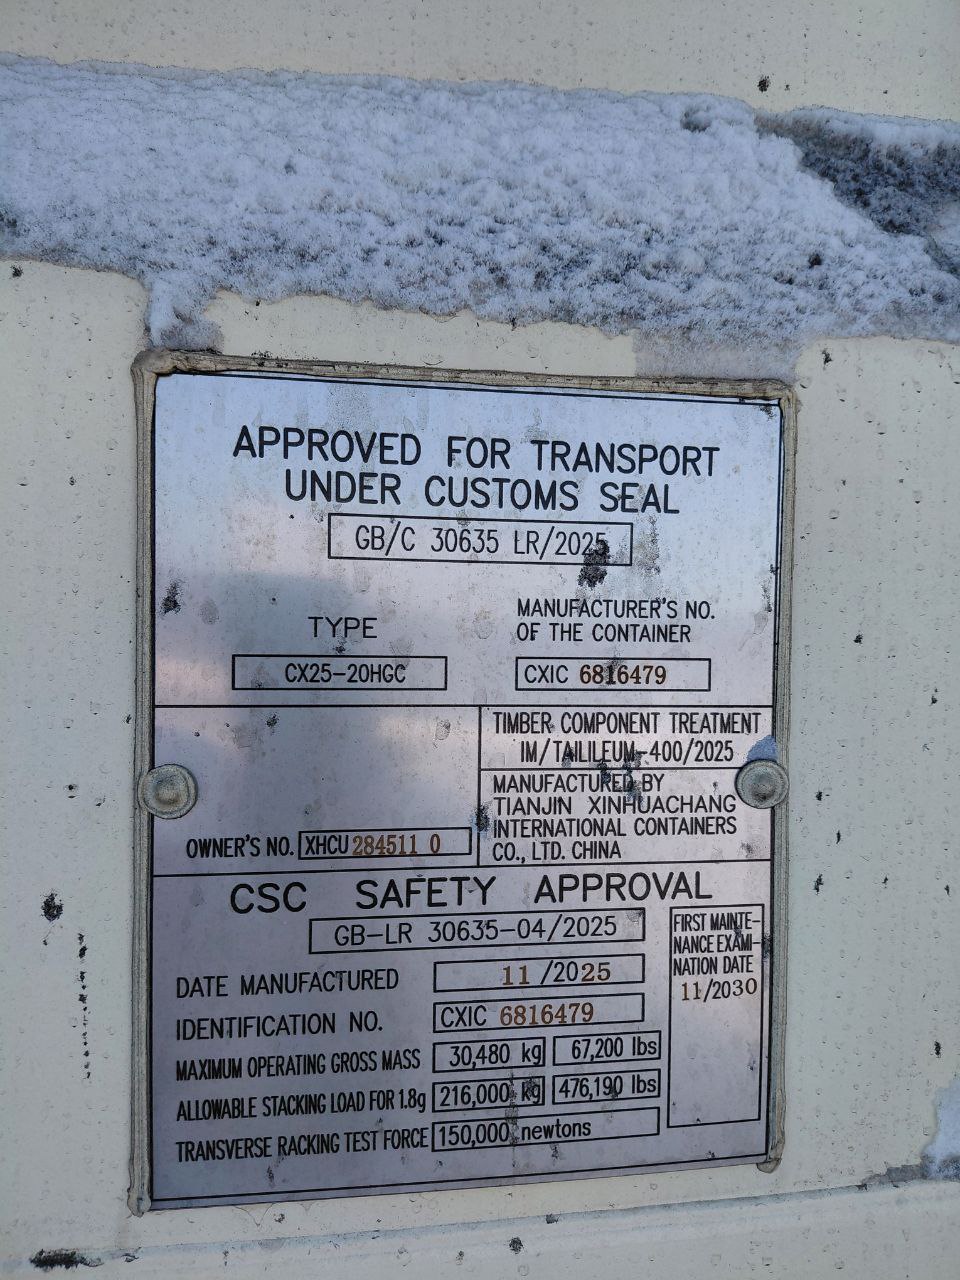 APPROVED FOR TRANSPORT
UNDER CUSTOMS SEAL
GB/C 30635 LR/2025
TYPE
CX25-20HGC
MANUFACTURER'S NO.
OF THE CONTAINER
CXIC 6816479
TIMBER COMPONENT TREATMENT
IM/TAILILEUM-400/2025
MANUFACTURED BY
TIANJIN XINHUACHANG
INTERNATIONAL CONTAINERS
CO., LTD. CHINA
OWNER'S NO. XHCU 284511 0
CSC SAFETY APPROVAL
GB-LR 30635-04/2025
DATE MANUFACTURED 11 /2025
IDENTIFICATION NO. CXIC 6816479
MAXIMUM OPERATING GROSS MASS 30,480 kg 67,200 lbs
ALLOWABLE STACKING LOAD FOR 1.8g 216,000 kg 476,190 lbs
TRANSVERSE RACKING TEST FORCE 150,000 newtons
FIRST MAINTE-
NANCE EXAMI-
NATION DATE
11/2030